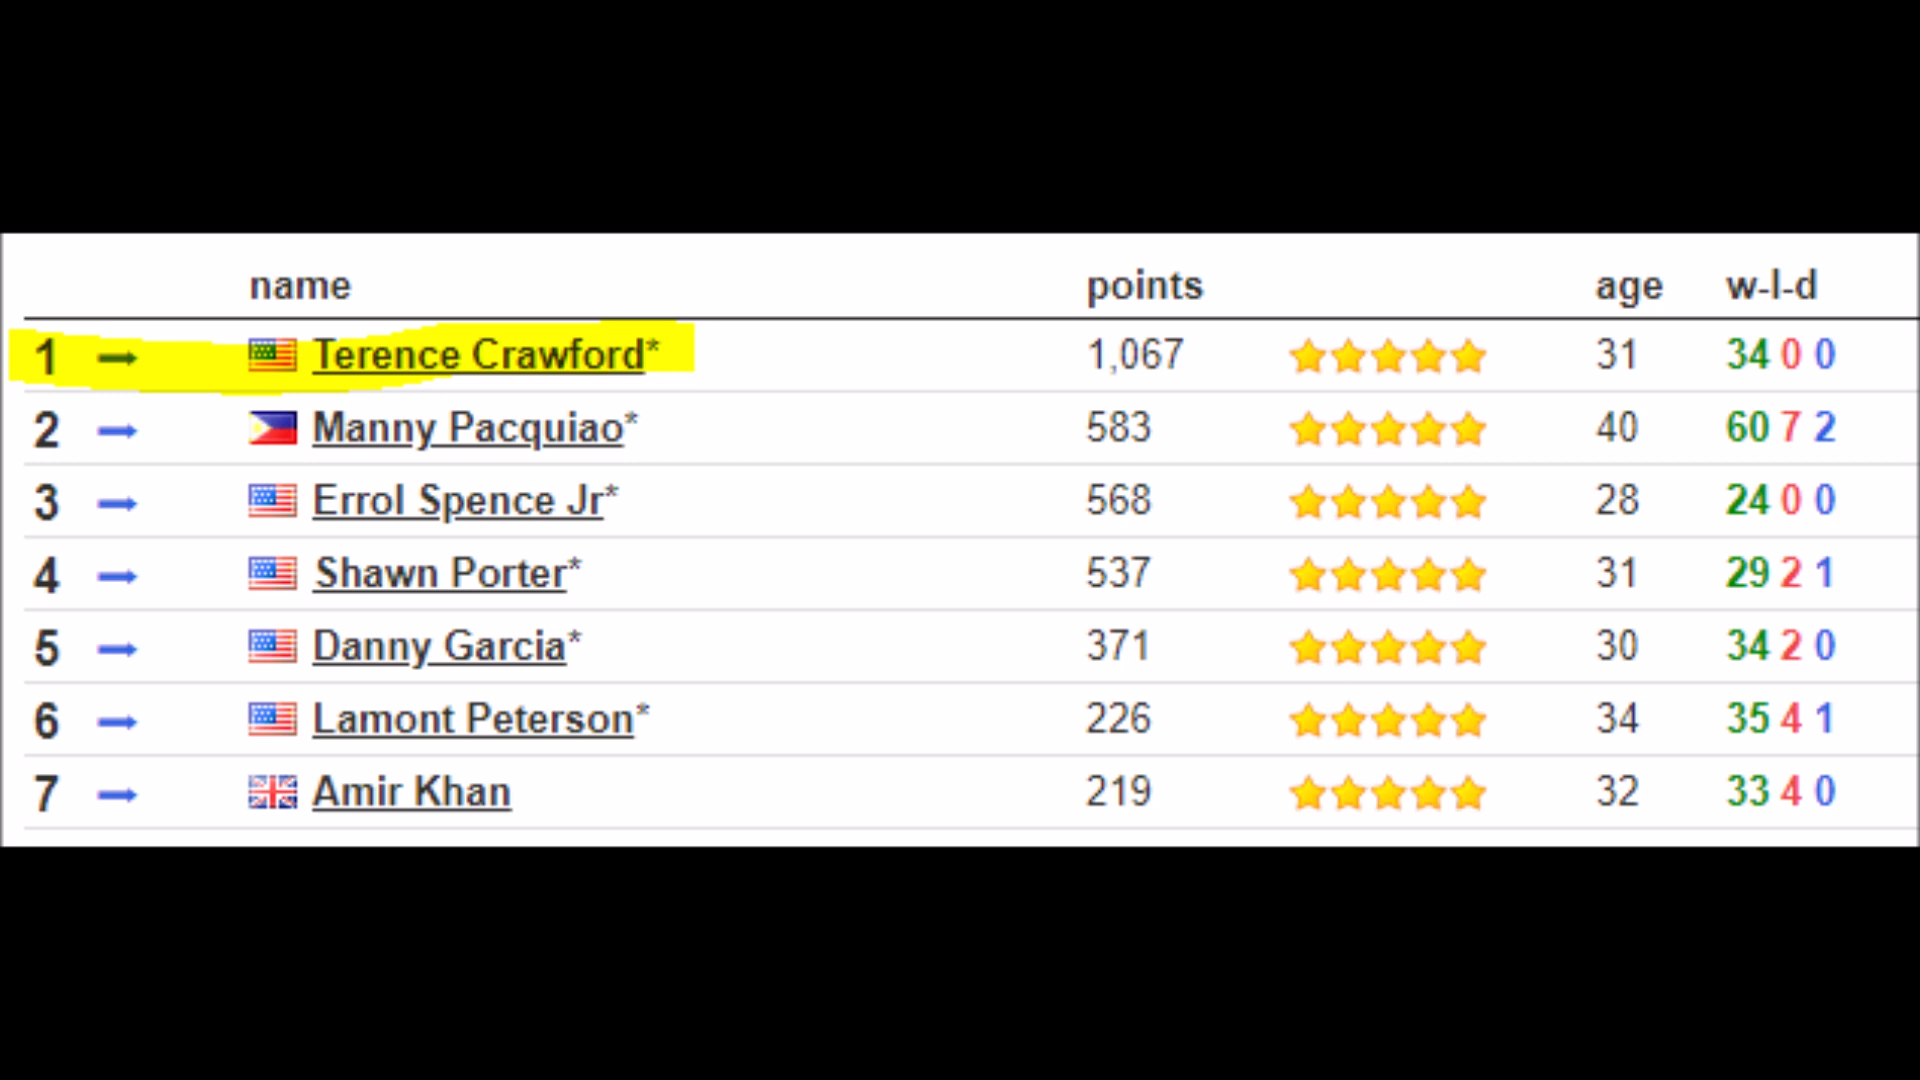 name points age w-l-d
1 Terence Crawford* 1,067 31 34 0 0
2 Manny Pacquiao* 583 40 60 7 2
3 Errol Spence Jr* 568 28 24 0 0
4 Shawn Porter* 537 31 29 2 1
5 Danny Garcia* 371 30 34 2 0
6 Lamont Peterson* 226 34 35 4 1
7 Amir Khan 219 32 33 4 0